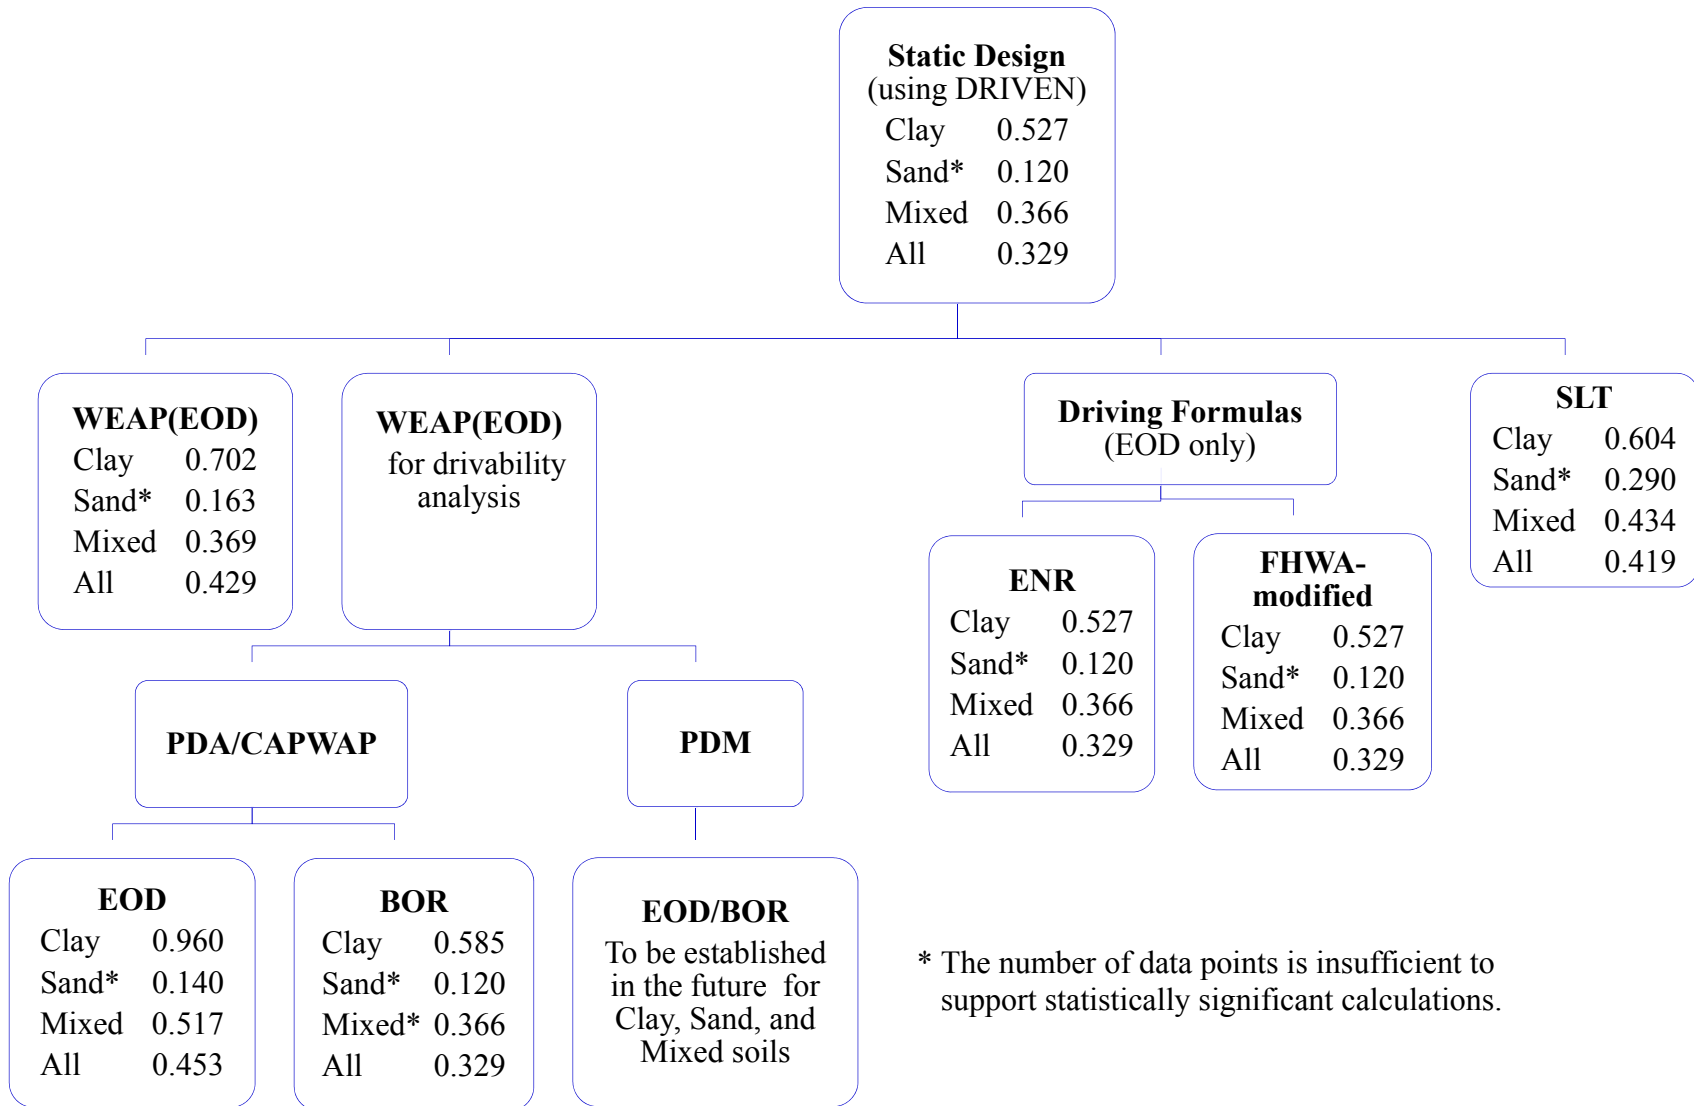 Static Design
(using DRIVEN)
Clay 0.527
Sand* 0.120
Mixed 0.366
All 0.329
WEAP(EOD)
Clay 0.702
Sand* 0.163
Mixed 0.369
All 0.429
WEAP(EOD)
for drivability
analysis
Driving Formulas
(EOD only)
SLT
Clay 0.604
Sand* 0.290
Mixed 0.434
All 0.419
ENR
Clay 0.527
Sand* 0.120
Mixed 0.366
All 0.329
FHWA-
modified
Clay 0.527
Sand* 0.120
Mixed 0.366
All 0.329
PDA/CAPWAP
PDM
EOD
Clay 0.960
Sand* 0.140
Mixed 0.517
All 0.453
BOR
Clay 0.585
Sand* 0.120
Mixed* 0.366
All 0.329
EOD/BOR
To be established
in the future for
Clay, Sand, and
Mixed soils
* The number of data points is insufficient to
support statistically significant calculations.